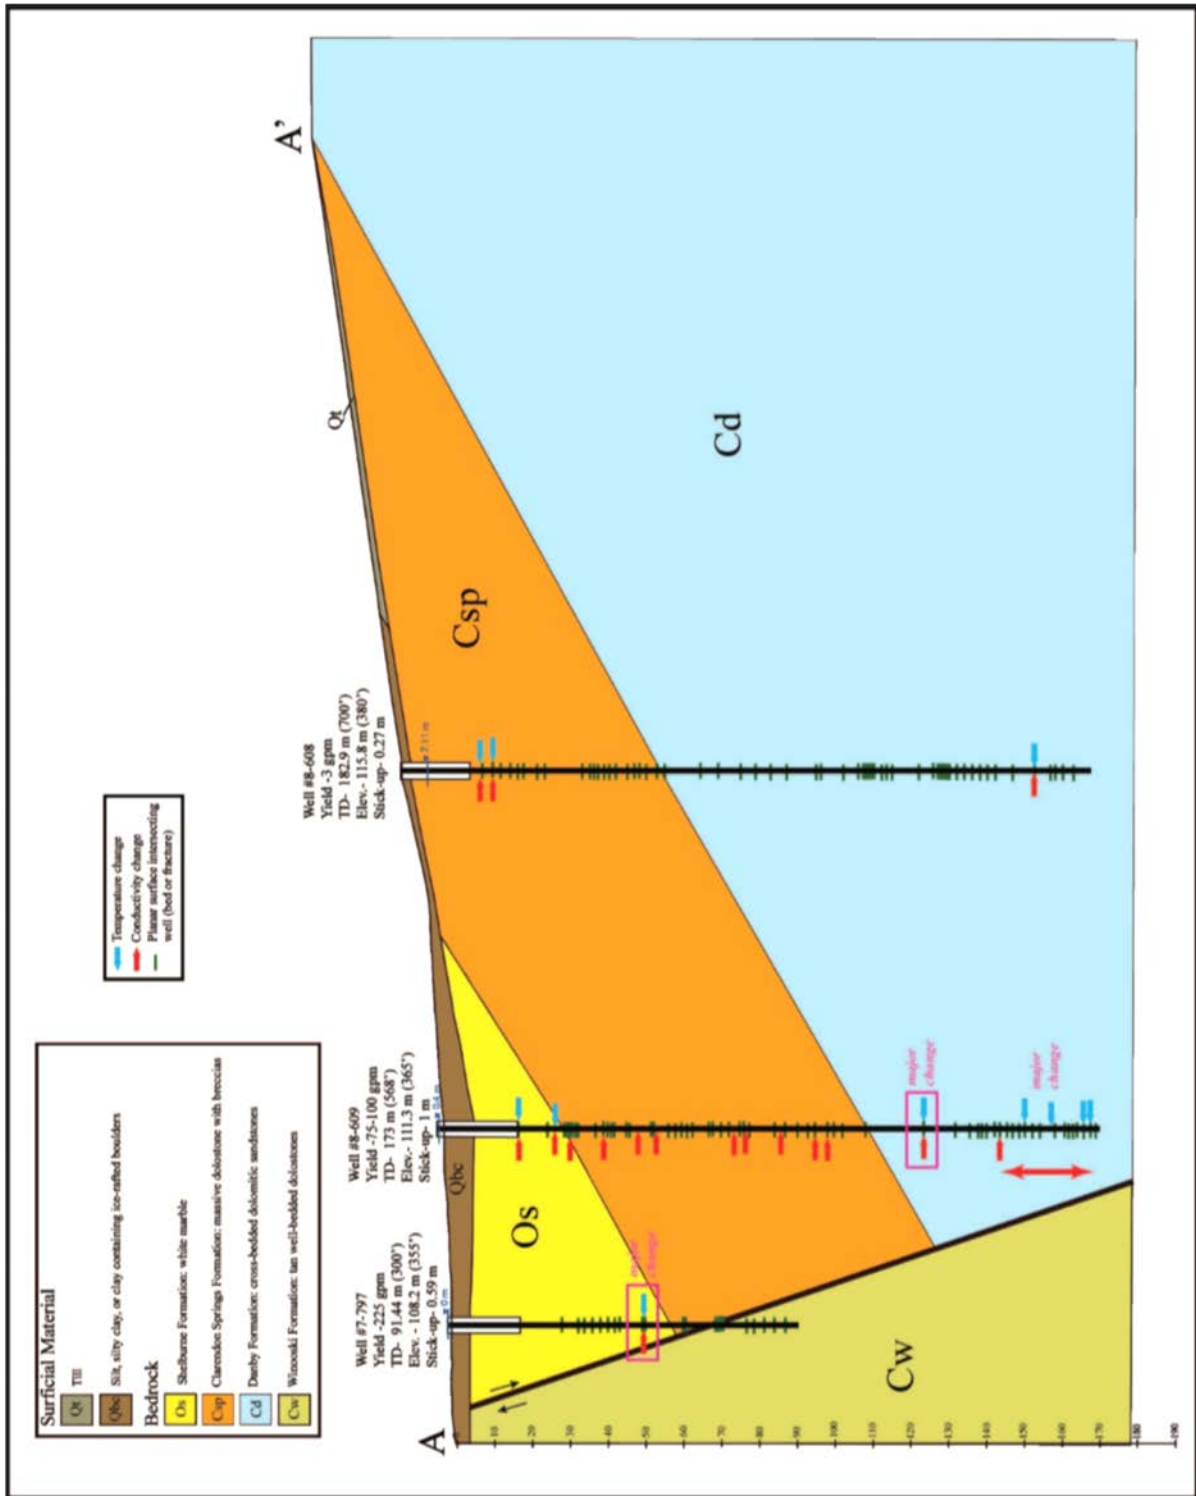 Surficial Material
Qt Till
Qbc Silt, silty clay, or clay containing ice-rafted boulders
Bedrock
Os Shelburne Formation: white marble
Csp Clarendon Springs Formation: massive dolostone with breccias
Cd Danby Formation: cross-bedded dolomitic sandstones
Cw Winooski Formation: tan well-bedded dolostones
Temperature change
Conductivity change
Planar surface intersecting
well (bed or fracture)
A
A'
Well #7-797
Yield -225 gpm
TD- 91.44 m (300')
Elev. - 108.2 m (355')
Stick-up- 0.59 m
0 m
Well #8-609
Yield -75-100 gpm
TD- 173 m (568')
Elev.- 111.3 m (365')
Stick-up- 1 m
Well #8-608
Yield -3 gpm
TD- 182.9 m (700')
Elev.- 115.8 m (380')
Stick-up- 0.27 m
7.11 m
Qt
Qbc
Os
Csp
Cd
Cw
major
change
major
change
major
change
-10
-20
-30
-40
-50
-60
-70
-80
-90
-100
-110
-120
-130
-140
-150
-160
-170
-180
-190